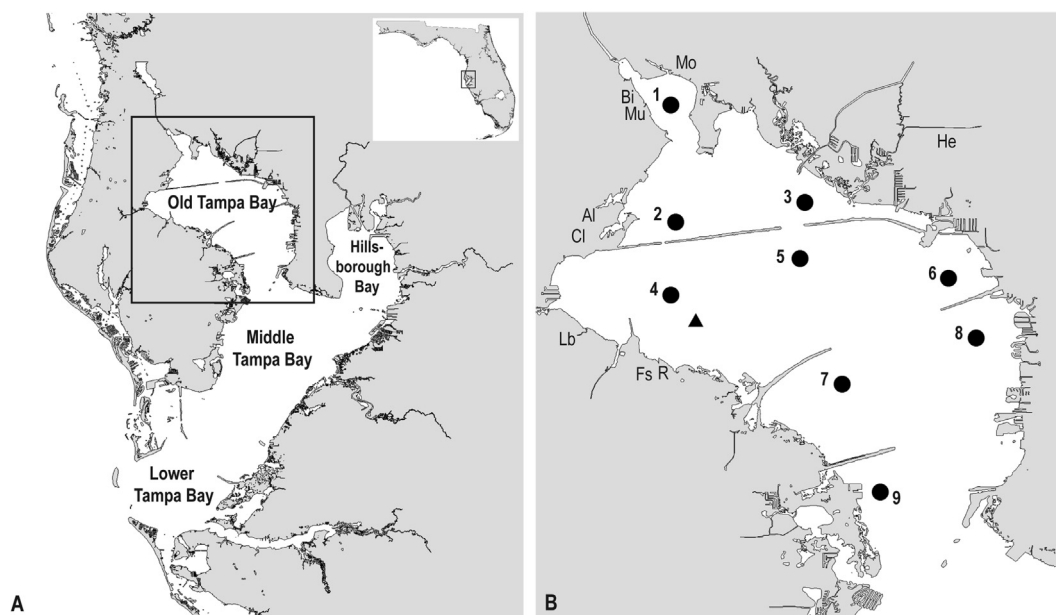 Old Tampa Bay
Hills-
borough
Bay
Middle
Tampa Bay
Lower
Tampa Bay
A
Mo
1
Bi
Mu
He
3
Al
2
Cl
5
6
4
8
Lb
Fs R
7
9
B